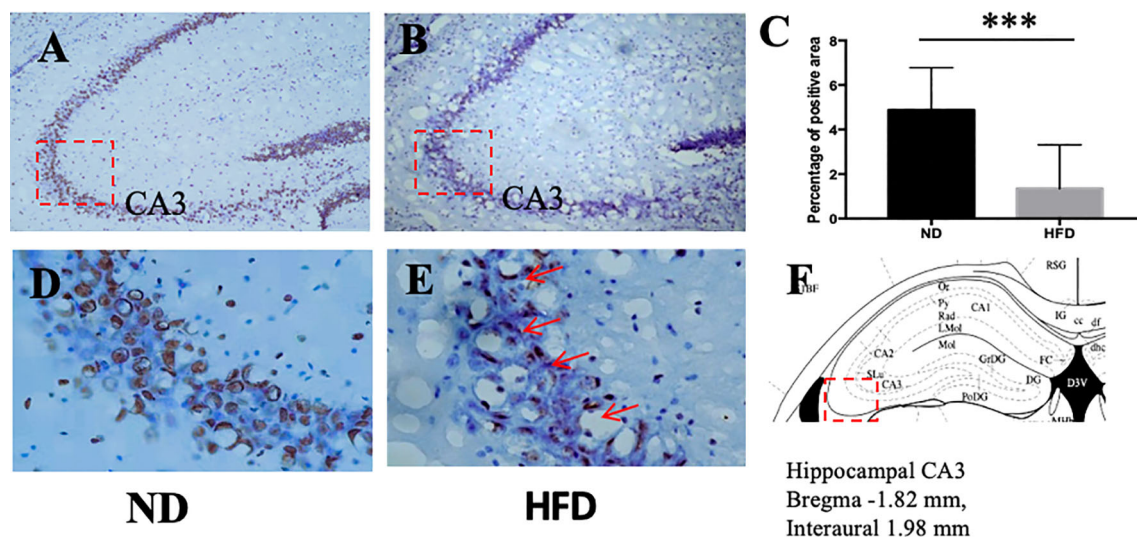 A
CA3
B
CA3
C
***
Percentage of positive area
8
6
4
2
0
ND
HFD
D
ND
E
HFD
F
RSG
Or
Py
Rad
LMol
Mol
CA1
CA2
SLu
CA3
GrDG
PoDG
DG
FC
IG
cc
df
dhc
D3V
Hippocampal CA3
Bregma -1.82 mm,
Interaural 1.98 mm